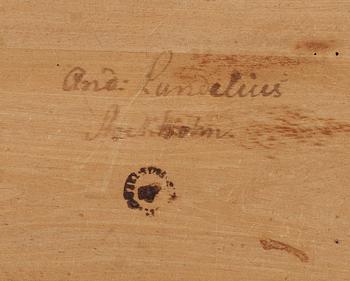 And: Lundelius
Stockholm.